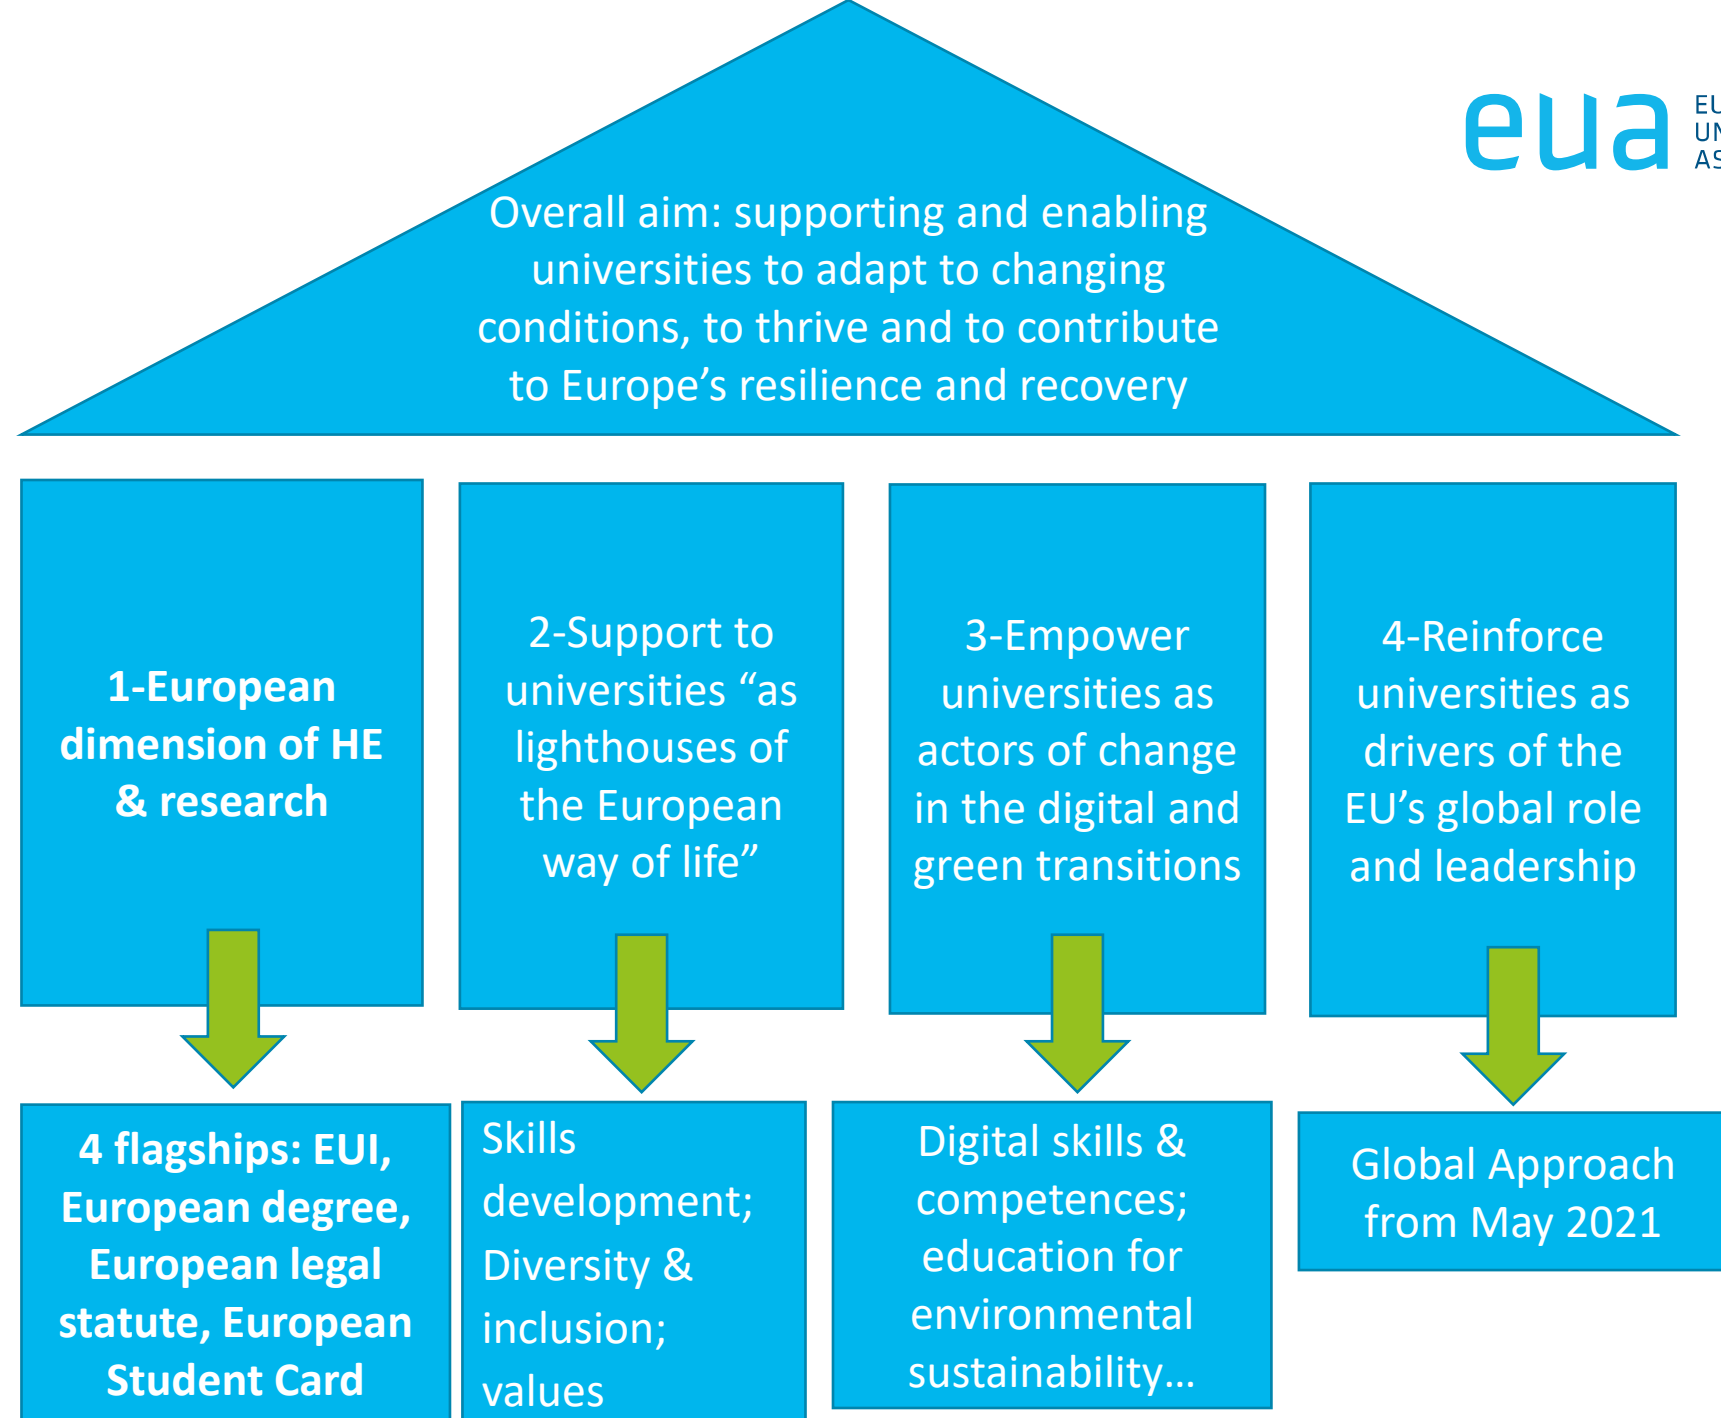 eua
Overall aim: supporting and enabling
universities to adapt to changing
conditions, to thrive and to contribute
to Europe’s resilience and recovery
1-European
dimension of HE
& research
2-Support to
universities “as
lighthouses of
the European
way of life”
3-Empower
universities as
actors of change
in the digital and
green transitions
4-Reinforce
universities as
drivers of the
EU’s global role
and leadership
4 flagships: EUI,
European degree,
European legal
statute, European
Student Card
Skills
development;
Diversity &
inclusion;
values
Digital skills &
competences;
education for
environmental
sustainability…
Global Approach
from May 2021